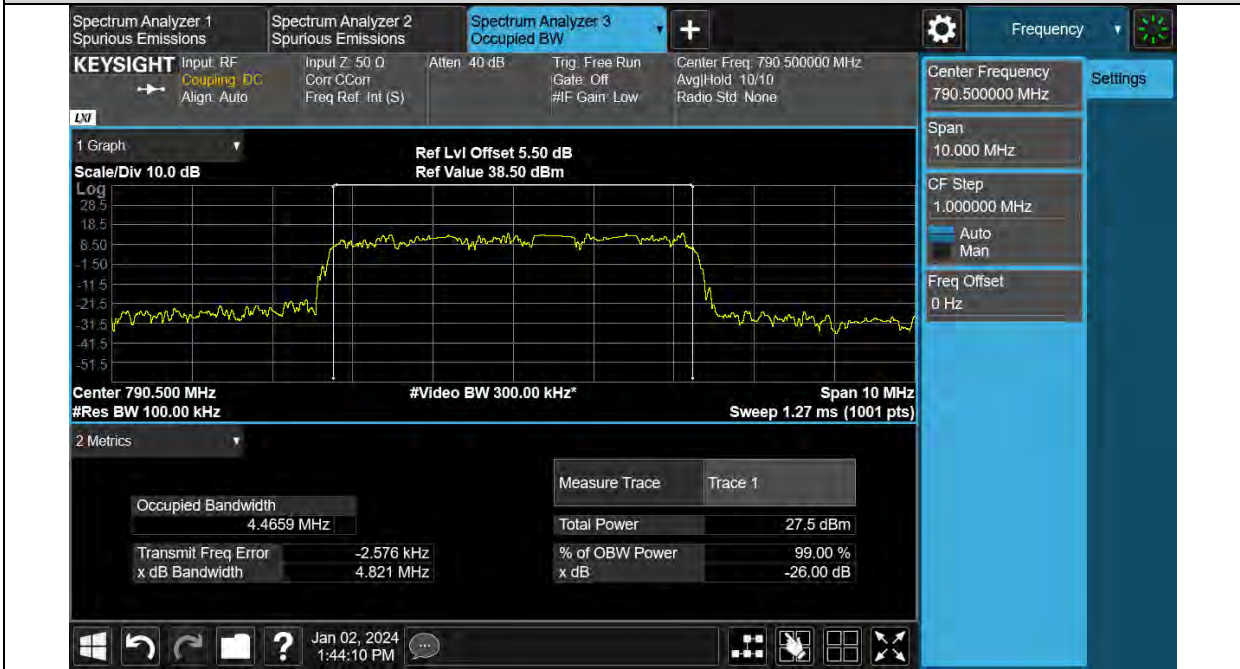 Spectrum Analyzer 1
Spurious Emissions
Spectrum Analyzer 2
Spurious Emissions
Spectrum Analyzer 3
Occupied BW
Frequency
KEYSIGHT
Input: RF
Coupling: DC
Align: Auto
Input Z: 50 Ω
Corr CCorr
Freq Ref: Int (S)
Atten: 40 dB
Trig: Free Run
Gate: Off
#IF Gain: Low
Center Freq: 790.500000 MHz
Avg|Hold: 10/10
Radio Std: None
LXI
1 Graph
Scale/Div 10.0 dB
Ref Lvl Offset 5.50 dB
Ref Value 38.50 dBm
Log
28.5
18.5
8.50
-1.50
-11.5
-21.5
-31.5
-41.5
-51.5
Center 790.500 MHz
#Res BW 100.00 kHz
#Video BW 300.00 kHz*
Span 10 MHz
Sweep 1.27 ms (1001 pts)
2 Metrics
Occupied Bandwidth
4.4659 MHz
Transmit Freq Error -2.576 kHz
x dB Bandwidth 4.821 MHz
Measure Trace Trace 1
Total Power 27.5 dBm
% of OBW Power 99.00 %
x dB -26.00 dB
Center Frequency
790.500000 MHz
Settings
Span
10.000 MHz
CF Step
1.000000 MHz
Auto
Man
Freq Offset
0 Hz
Jan 02, 2024
1:44:10 PM